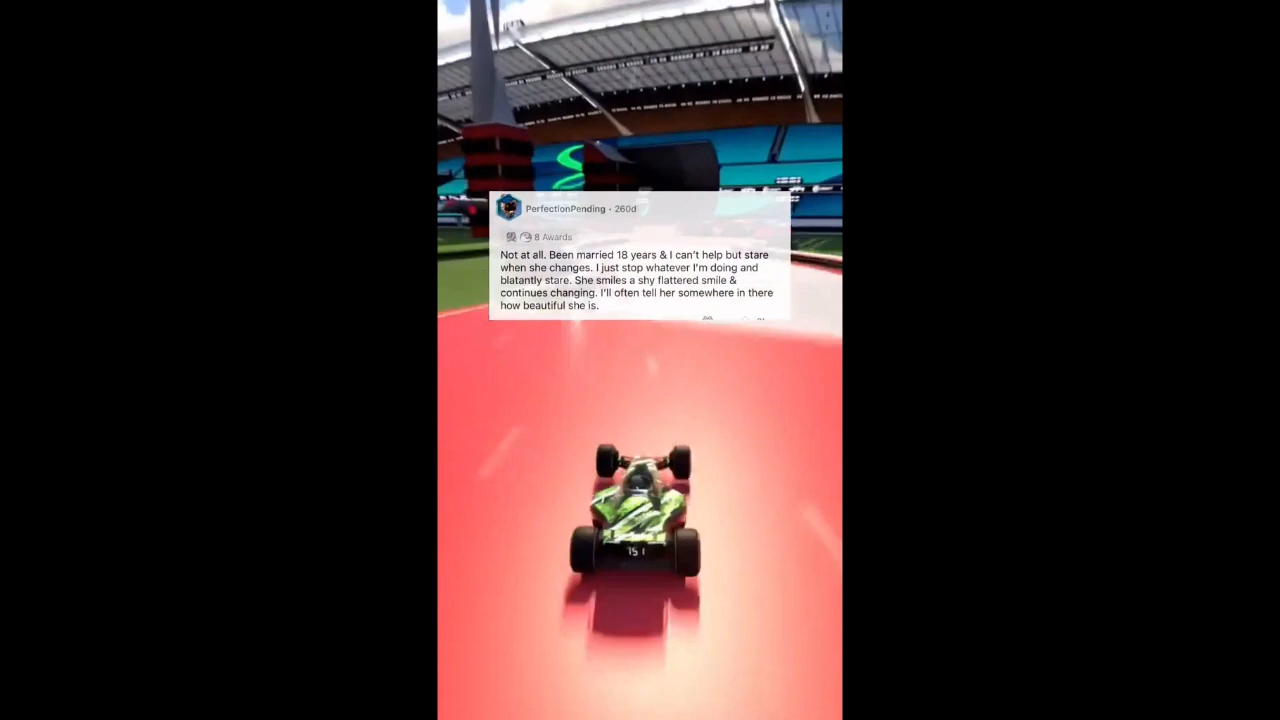 PerfectionPending · 260d
8 Awards
Not at all. Been married 18 years & I can't help but stare
when she changes. I just stop whatever I'm doing and
blatantly stare. She smiles a shy flattered smile &
continues changing. I'll often tell her somewhere in there
how beautiful she is.
151